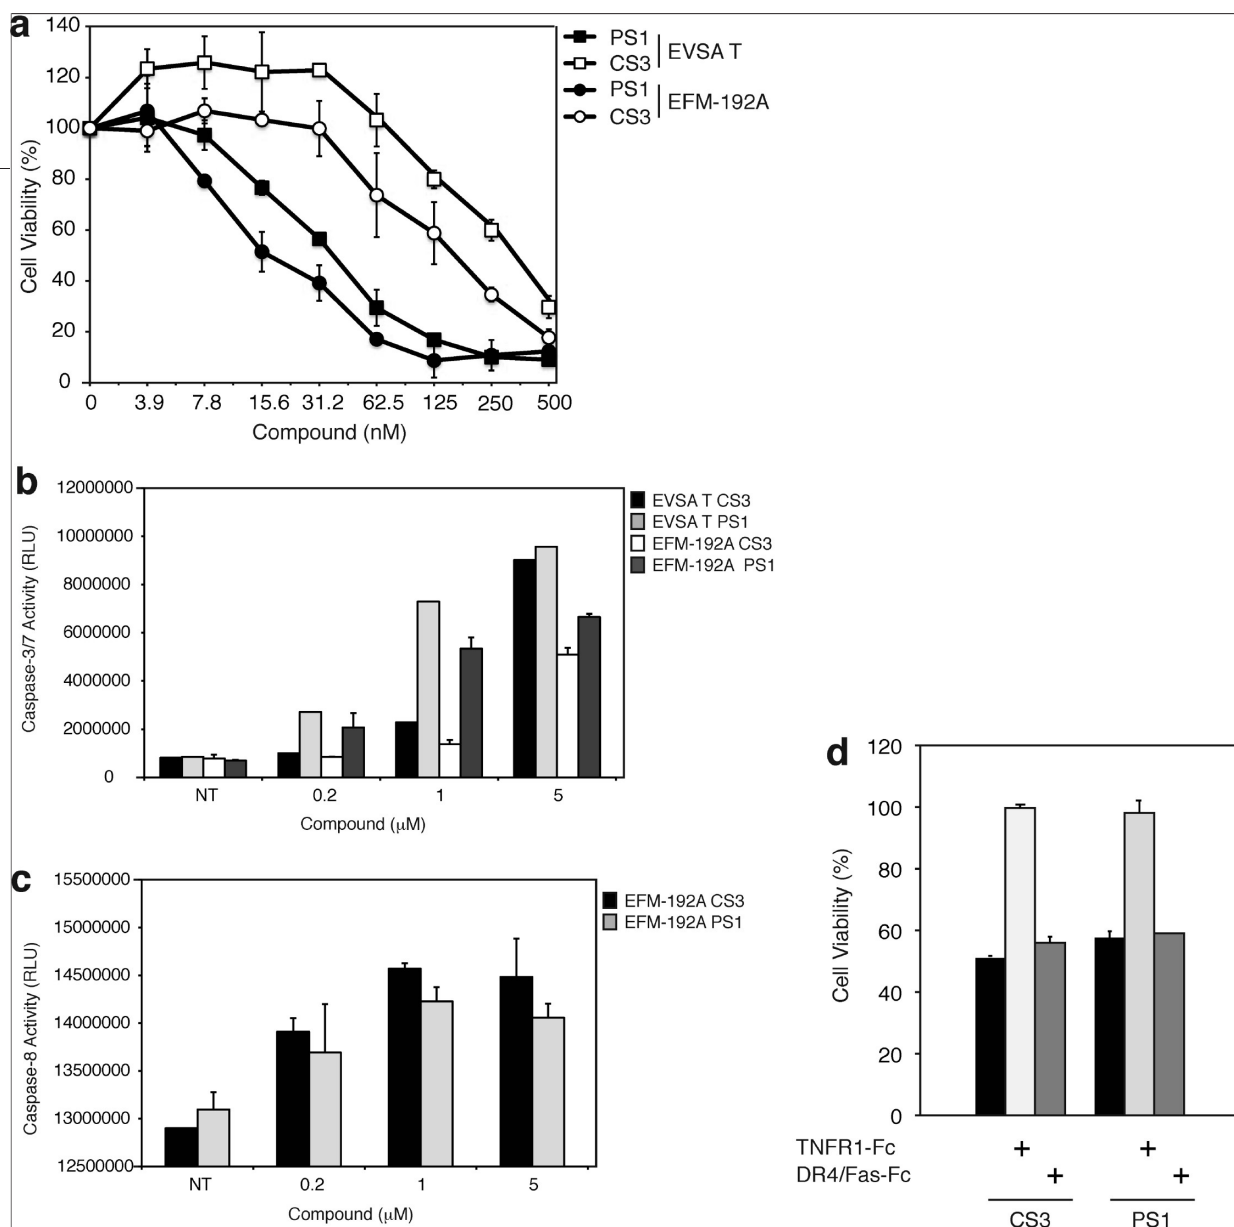 a
140
120
100
80
60
40
20
0
Cell Viability (%)
0 3.9 7.8 15.6 31.2 62.5 125 250 500
Compound (nM)
PS1
CS3
EVSA T
PS1
CS3
EFM-192A
b
12000000
10000000
8000000
6000000
4000000
2000000
0
Caspase-3/7 Activity (RLU)
NT 0.2 1 5
Compound (μM)
EVSA T CS3
EVSA T PS1
EFM-192A CS3
EFM-192A PS1
c
15500000
15000000
14500000
14000000
13500000
13000000
12500000
Caspase-8 Activity (RLU)
NT 0.2 1 5
Compound (μM)
EFM-192A CS3
EFM-192A PS1
d
120
100
80
60
40
20
0
Cell Viability (%)
TNFR1-Fc + +
DR4/Fas-Fc + +
CS3 PS1